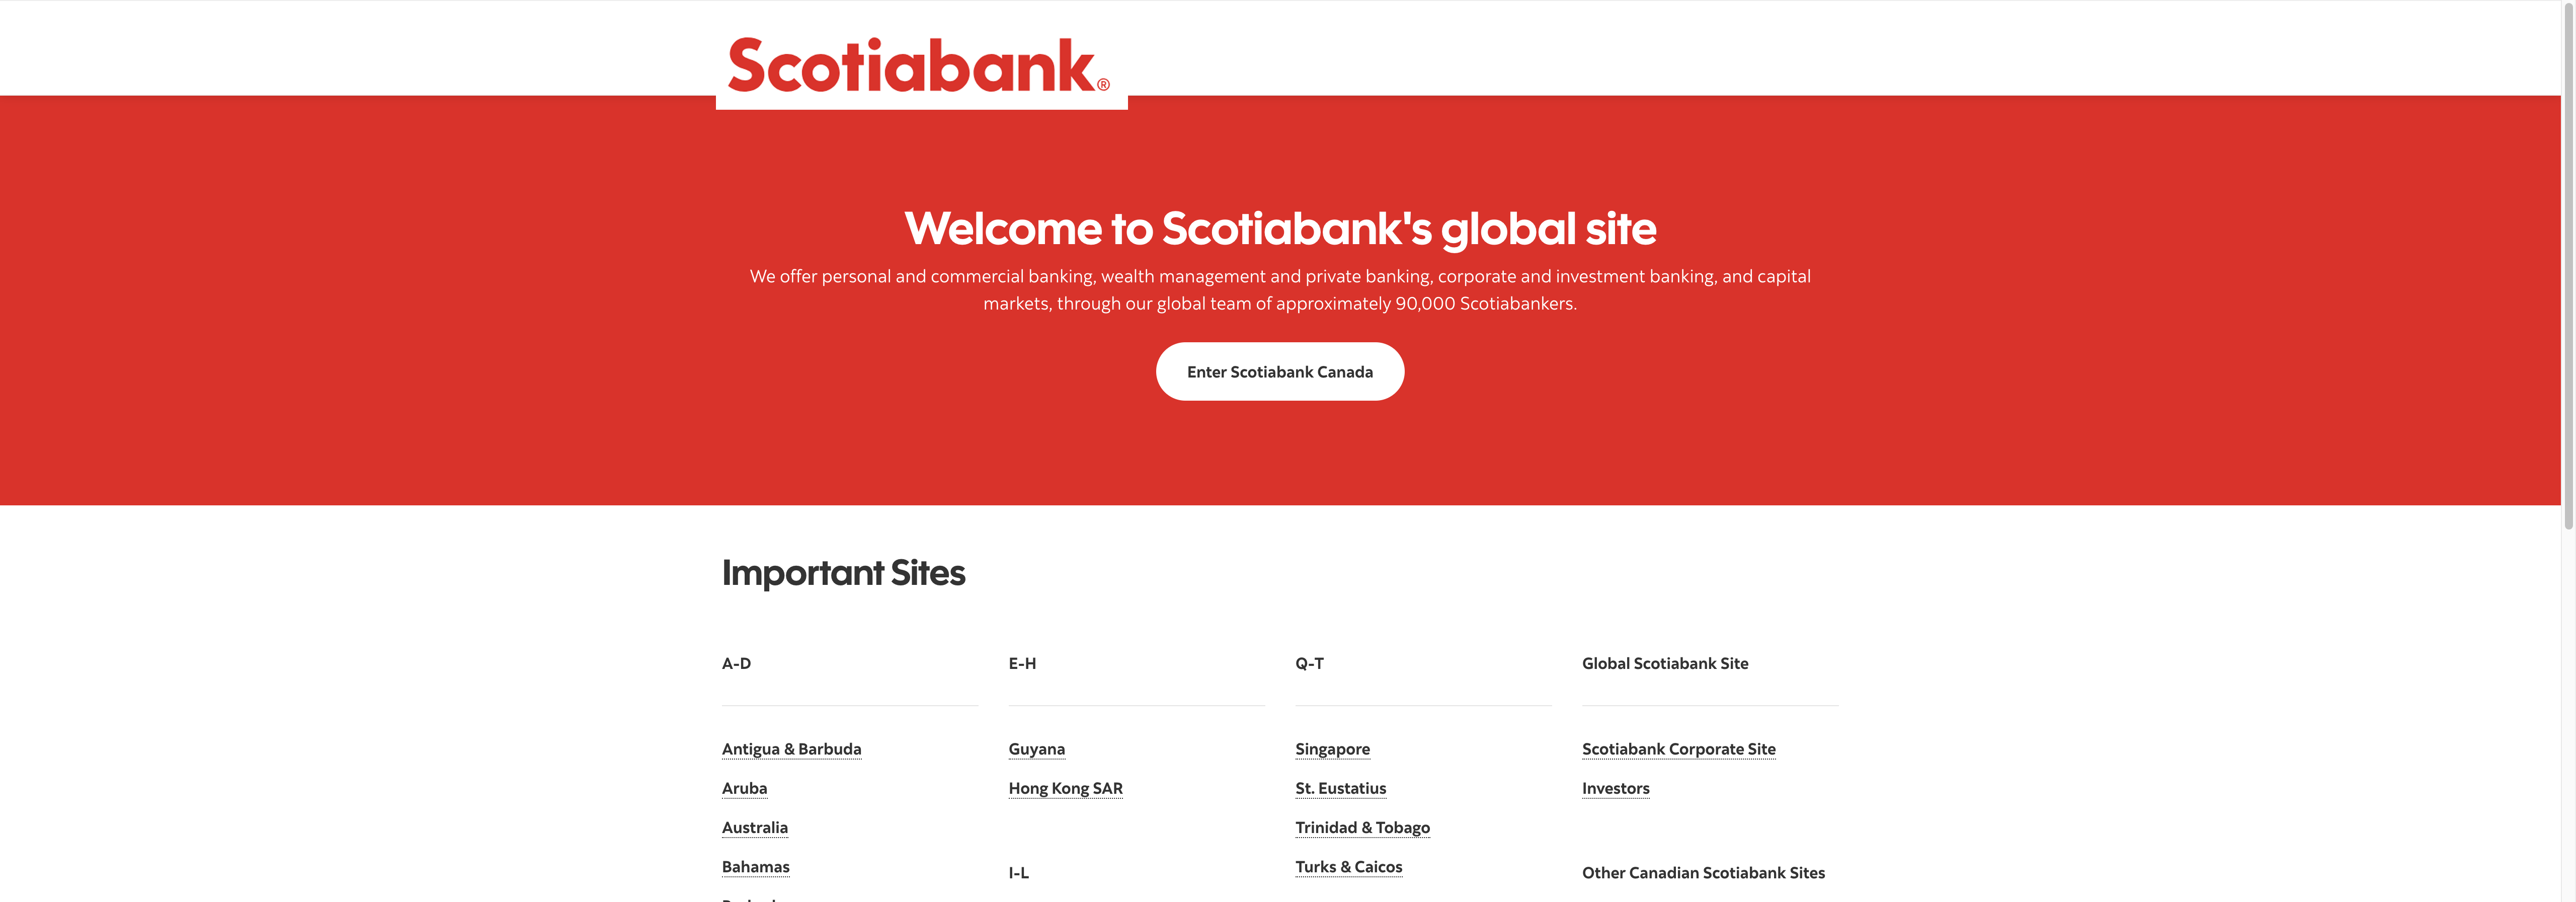 Scotiabank®
Welcome to Scotiabank's global site
We offer personal and commercial banking, wealth management and private banking, corporate and investment banking, and capital
markets, through our global team of approximately 90,000 Scotiabankers.
Enter Scotiabank Canada
Important Sites
A-D
Antigua & Barbuda
Aruba
Australia
Bahamas
E-H
Guyana
Hong Kong SAR
I-L
Q-T
Singapore
St. Eustatius
Trinidad & Tobago
Turks & Caicos
Global Scotiabank Site
Scotiabank Corporate Site
Investors
Other Canadian Scotiabank Sites